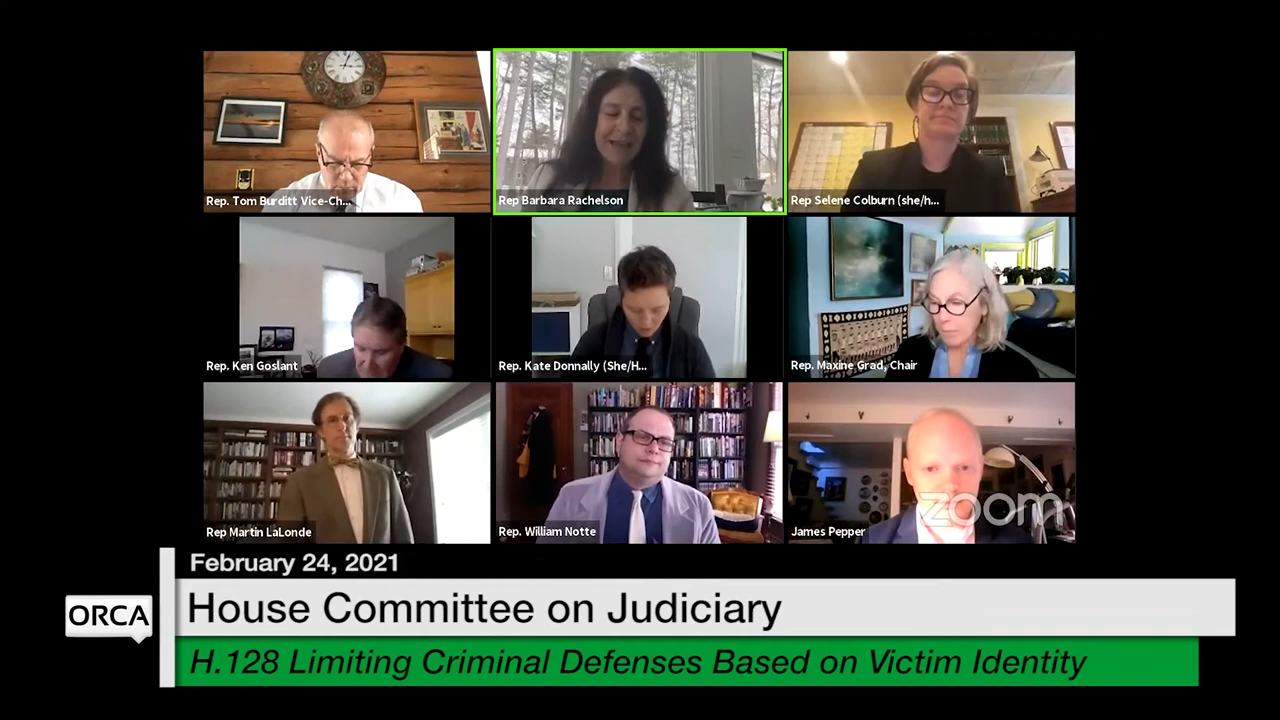 Rep. Tom Burditt Vice-Ch...
Rep Barbara Rachelson
Rep Selene Colburn (she/h...
Rep. Ken Goslant
Rep. Kate Donnally (She/H...
Rep. Maxine Grad, Chair
Rep Martin LaLonde
Rep. William Notte
James Pepper
zoom
February 24, 2021
ORCA
House Committee on Judiciary
H.128 Limiting Criminal Defenses Based on Victim Identity